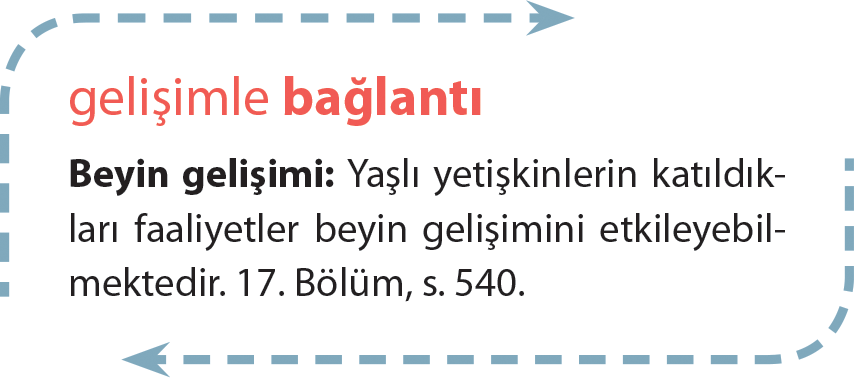 gelişimle bağlantı
Beyin gelişimi: Yaşlı yetişkinlerin katıldık-
ları faaliyetler beyin gelişimini etkileyebil-
mektedir. 17. Bölüm, s. 540.